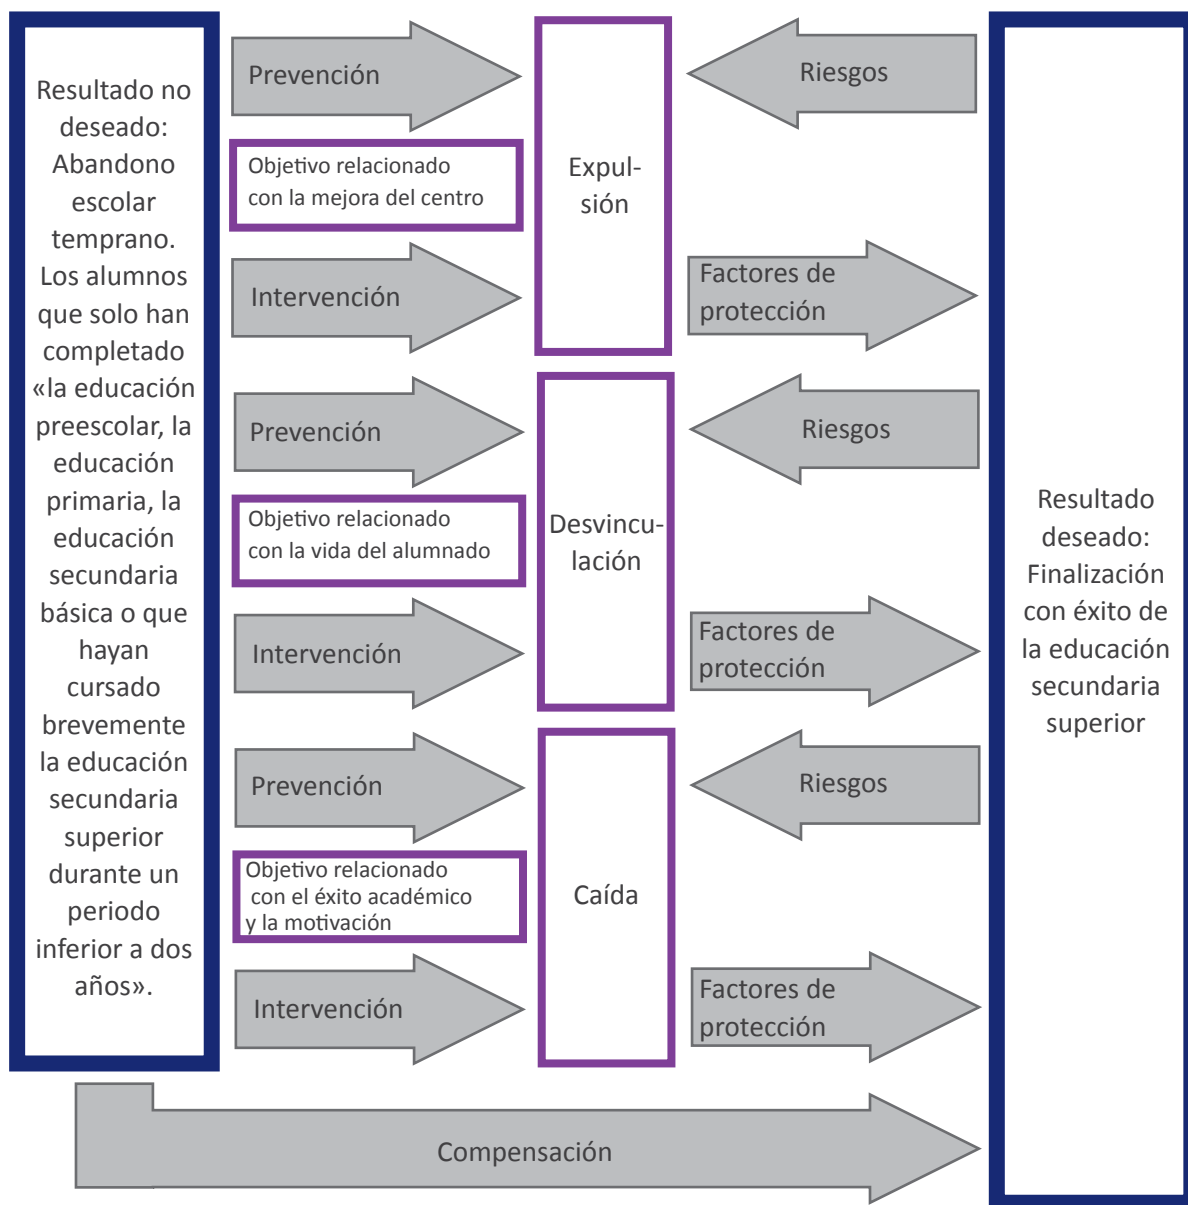 Resultado no
deseado:
Abandono
escolar
temprano.
Los alumnos
que solo han
completado
«la educación
preescolar, la
educación
primaria, la
educación
secundaria
básica o que
hayan
cursado
brevemente
la educación
secundaria
superior
durante un
periodo
inferior a dos
años».
Prevención
Objetivo relacionado
con la mejora del centro
Intervención
Expul-
sión
Riesgos
Factores de
protección
Prevención
Objetivo relacionado
con la vida del alumnado
Intervención
Desvincu-
lación
Riesgos
Factores de
protección
Prevención
Objetivo relacionado
con el éxito académico
y la motivación
Intervención
Caída
Riesgos
Factores de
protección
Compensación
Resultado
deseado:
Finalización
con éxito de
la educación
secundaria
superior